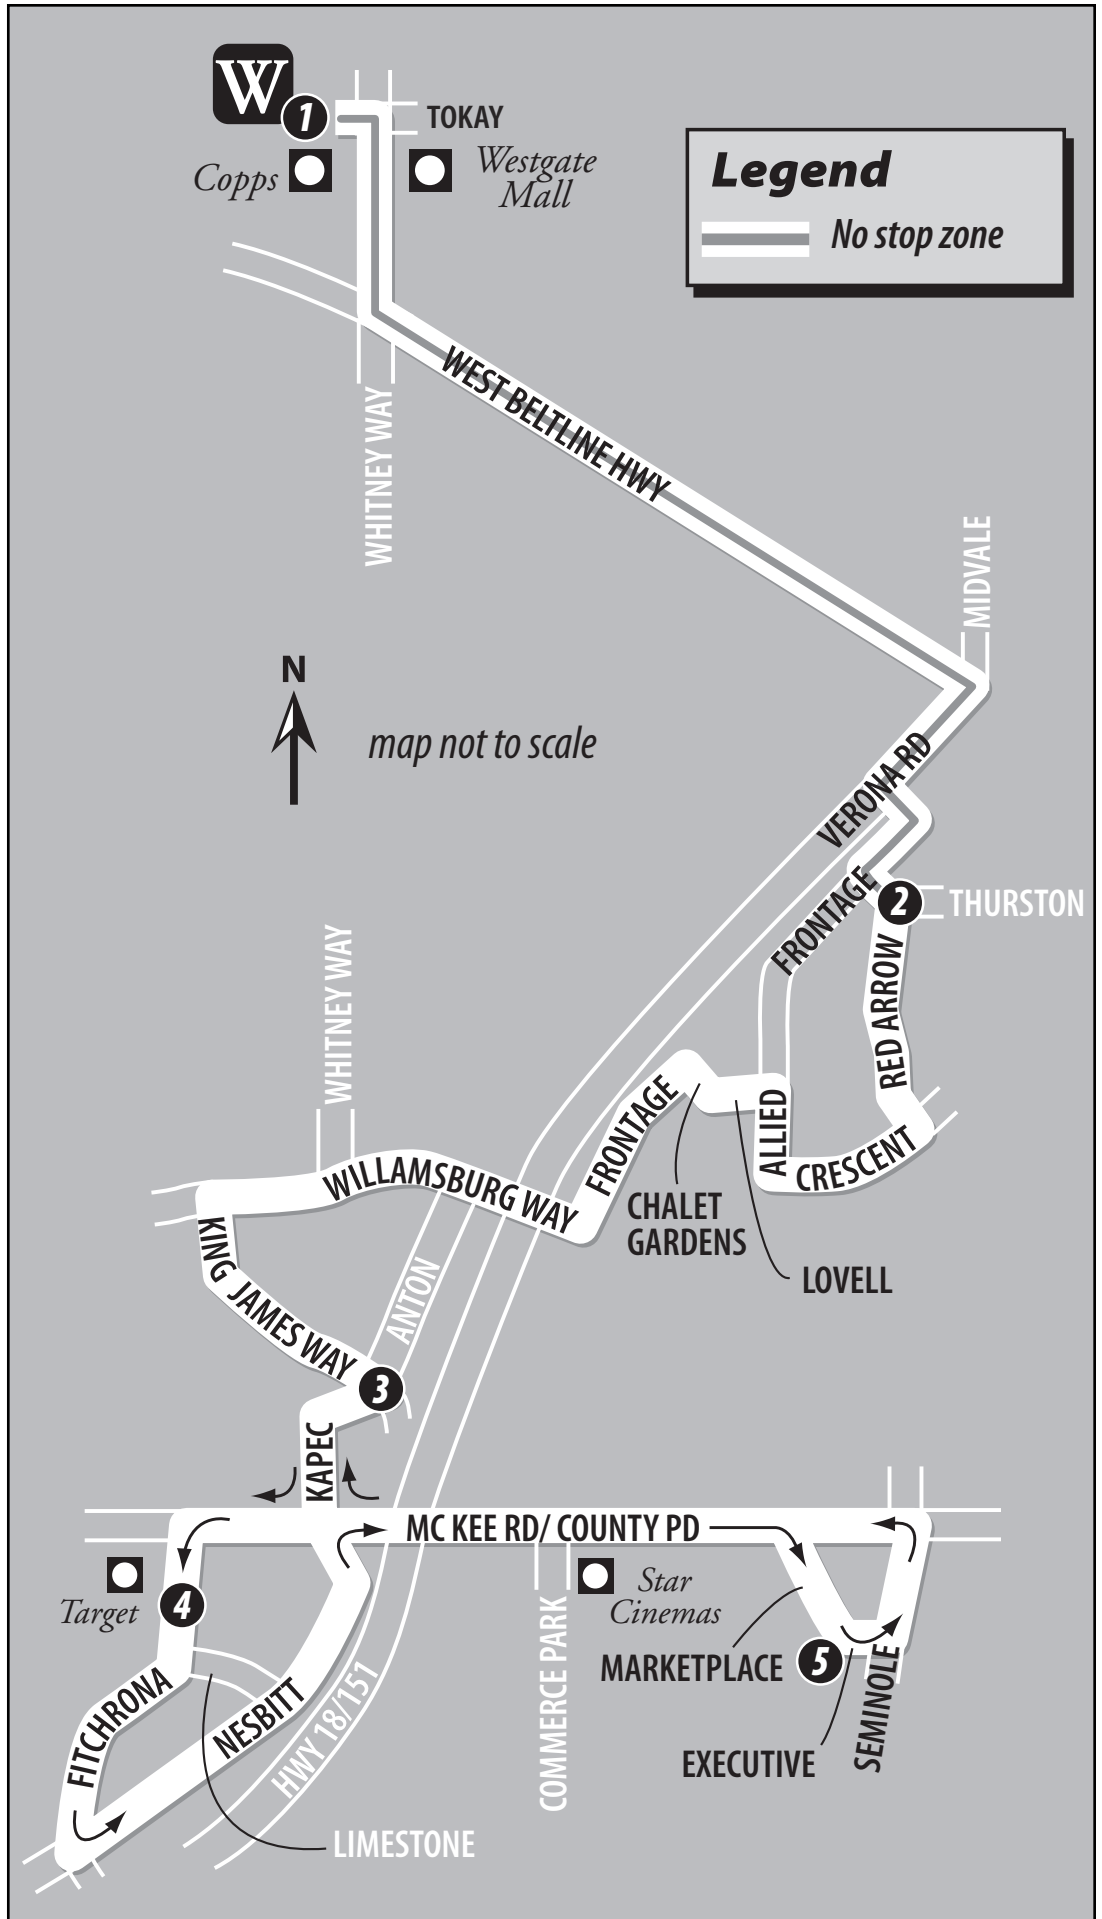 W
1
TOKAY
Copps
Westgate
Mall
Legend
No stop zone
WEST BELTLINE HWY
WHITNEY WAY
MIDVALE
N
map not to scale
VERONA RD
FRONTAGE
2
THURSTON
RED ARROW
WHITNEY WAY
FRONTAGE
ALLIED
CRESCENT
WILLAMSBURG WAY
CHALET
GARDENS
LOVELL
KING JAMES WAY
ANTON
3
KAPEC
MC KEE RD/ COUNTY PD
Target
4
Star
Cinemas
COMMERCE PARK
MARKETPLACE
5
SEMINOLE
EXECUTIVE
FITCHRONA
NESBITT
HWY 18/151
LIMESTONE